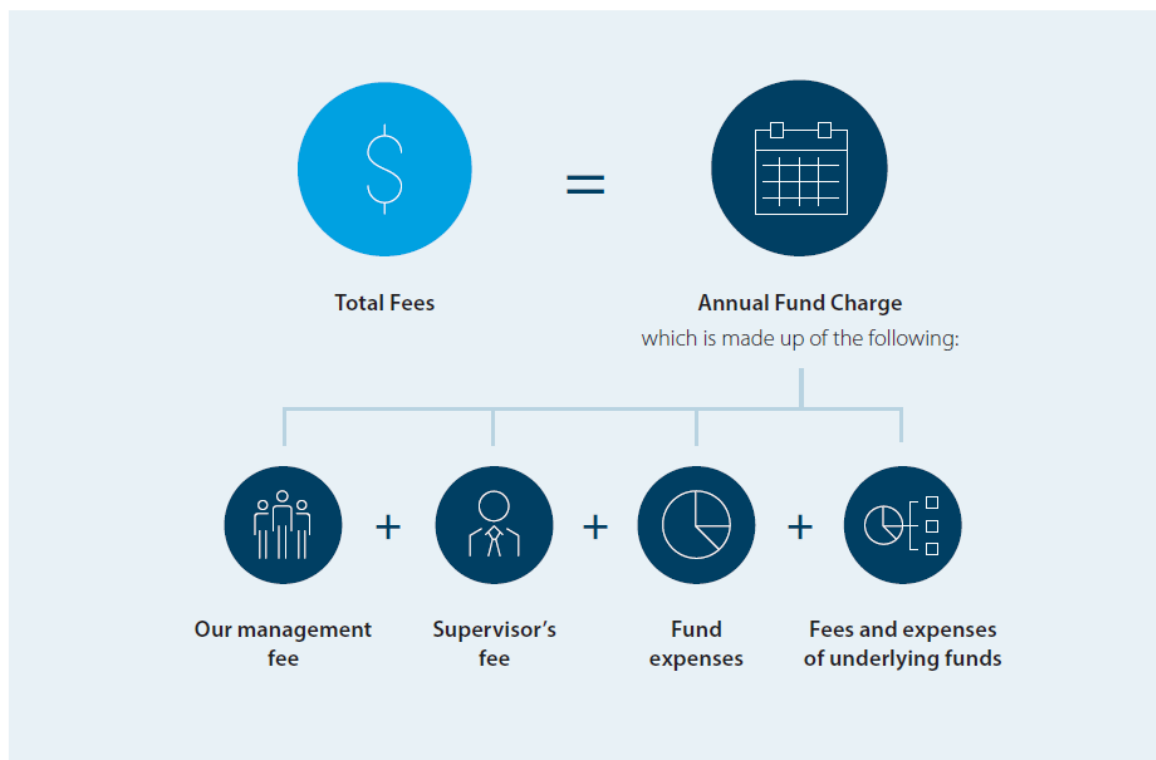 $
=
Total Fees
Annual Fund Charge
which is made up of the following:
+
+
+
Our management
fee
Supervisor’s
fee
Fund
expenses
Fees and expenses
of underlying funds